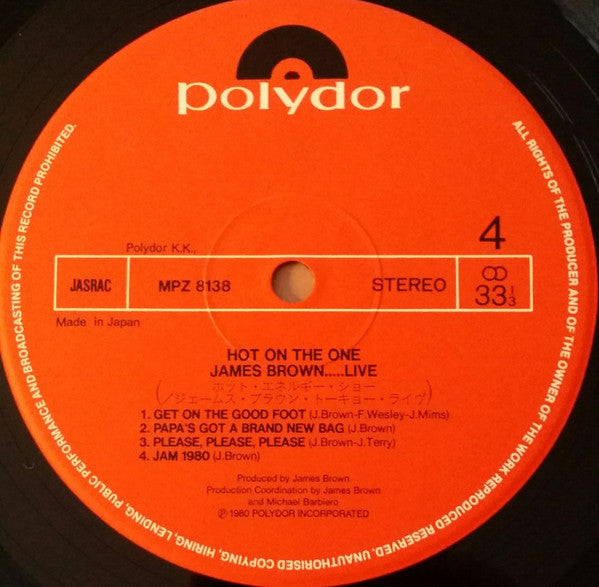 polydor
4
Polydor K.K.,
JASRAC
MPZ 8138
STEREO
33 1/3
Made in Japan
HOT ON THE ONE
JAMES BROWN.....LIVE
(ホット・エネルギー・ショー
／ジェームス・ブラウン・トーキョー・ライヴ)
1. GET ON THE GOOD FOOT (J.Brown-F.Wesley-J.Mims)
2. PAPA'S GOT A BRAND NEW BAG (J.Brown)
3. PLEASE, PLEASE, PLEASE (J.Brown-J.Terry)
4. JAM 1980 (J.Brown)
Produced by James Brown
Production Coordination by James Brown
and Michael Barbiero
Ⓟ 1980 POLYDOR INCORPORATED
ALL RIGHTS OF THE PRODUCER AND OF THE OWNER OF THE WORK REPRODUCED RESERVED. UNAUTHORISED COPYING, HIRING, LENDING, PUBLIC PERFORMANCE AND BROADCASTING OF THIS RECORD PROHIBITED.